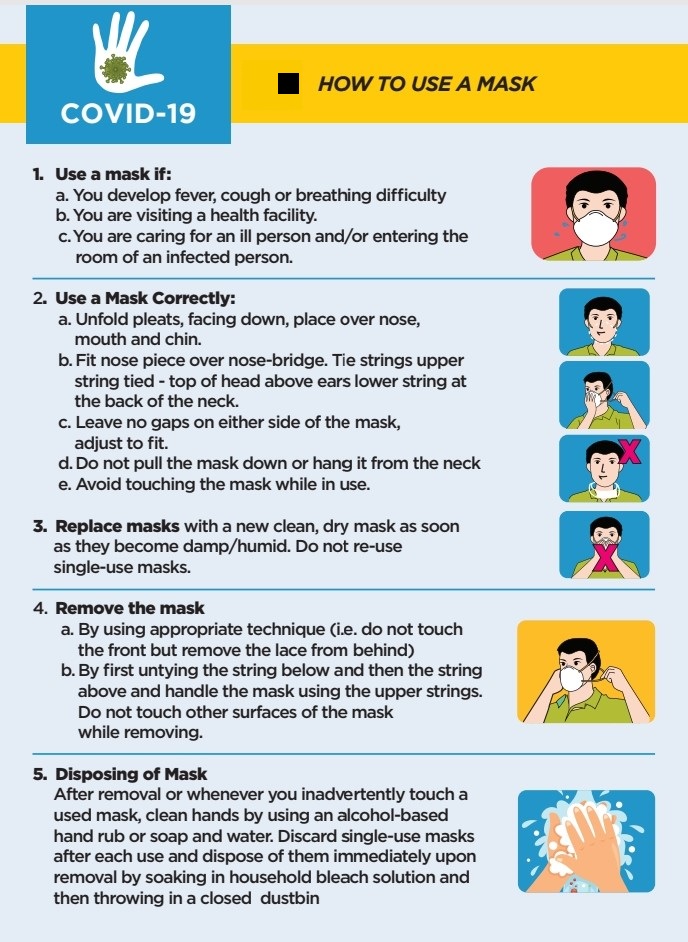 COVID-19
HOW TO USE A MASK
1. Use a mask if:
a. You develop fever, cough or breathing difficulty
b. You are visiting a health facility.
c. You are caring for an ill person and/or entering the
room of an infected person.
2. Use a Mask Correctly:
a. Unfold pleats, facing down, place over nose,
mouth and chin.
b. Fit nose piece over nose-bridge. Tie strings upper
string tied - top of head above ears lower string at
the back of the neck.
c. Leave no gaps on either side of the mask,
adjust to fit.
d. Do not pull the mask down or hang it from the neck
e. Avoid touching the mask while in use.
3. Replace masks with a new clean, dry mask as soon
as they become damp/humid. Do not re-use
single-use masks.
4. Remove the mask
a. By using appropriate technique (i.e. do not touch
the front but remove the lace from behind)
b. By first untying the string below and then the string
above and handle the mask using the upper strings.
Do not touch other surfaces of the mask
while removing.
5. Disposing of Mask
After removal or whenever you inadvertently touch a
used mask, clean hands by using an alcohol-based
hand rub or soap and water. Discard single-use masks
after each use and dispose of them immediately upon
removal by soaking in household bleach solution and
then throwing in a closed dustbin